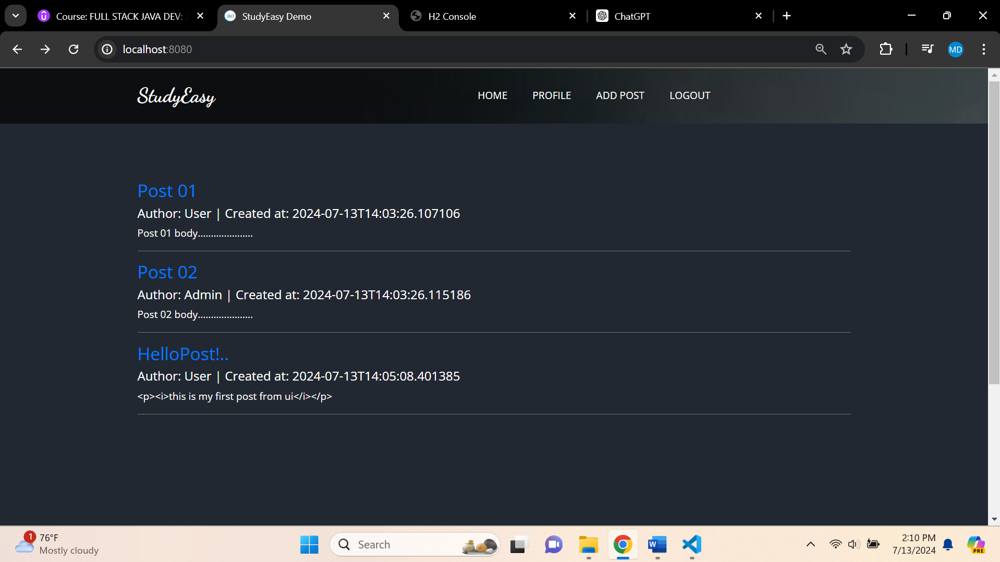 Course: FULL STACK JAVA DEV:
StudyEasy Demo
H2 Console
ChatGPT
localhost:8080
MD
StudyEasy
HOME PROFILE ADD POST LOGOUT
Post 01
Author: User | Created at: 2024-07-13T14:03:26.107106
Post 01 body.....................
Post 02
Author: Admin | Created at: 2024-07-13T14:03:26.115186
Post 02 body.....................
HelloPost!..
Author: User | Created at: 2024-07-13T14:05:08.401385
<p><i>this is my first post from ui</i></p>
1
76°F
Mostly cloudy
Search
W
2:10 PM
7/13/2024
PRE